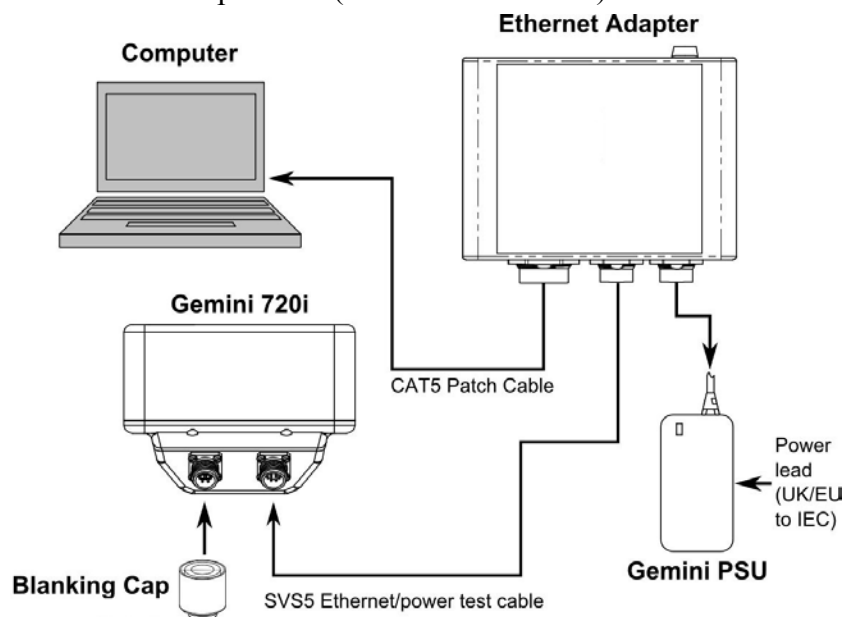 Ethernet Adapter
Computer
Gemini 720i
CAT5 Patch Cable
Power
lead
(UK/EU
to IEC)
Gemini PSU
Blanking Cap
SVS5 Ethernet/power test cable